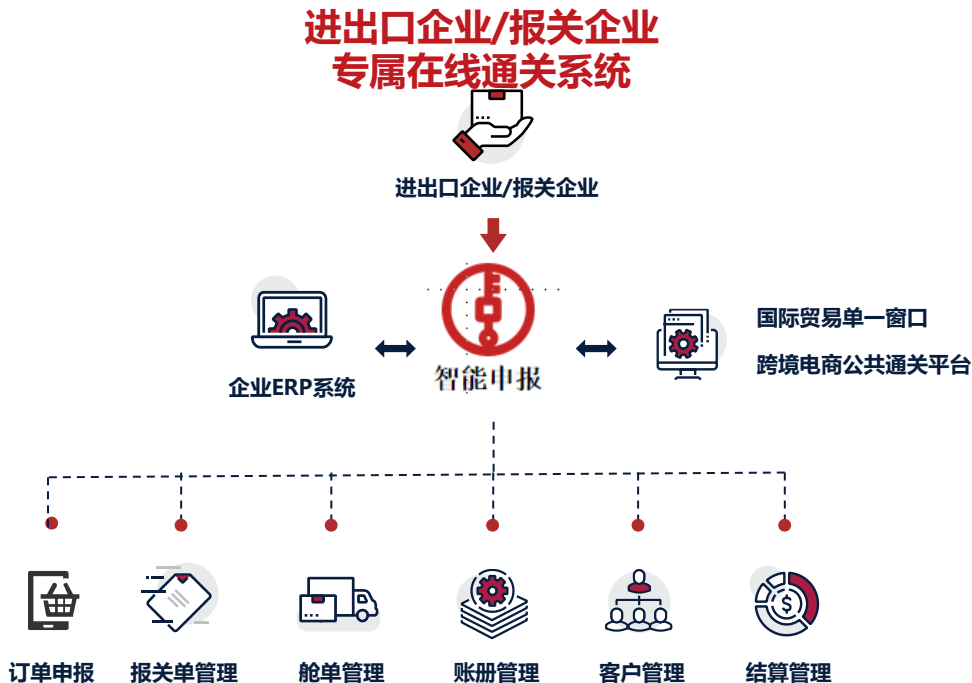 进出口企业/报关企业
专属在线通关系统
进出口企业/报关企业
智能申报
企业ERP系统
国际贸易单一窗口
跨境电商公共通关平台
订单申报
报关单管理
舱单管理
账册管理
客户管理
结算管理